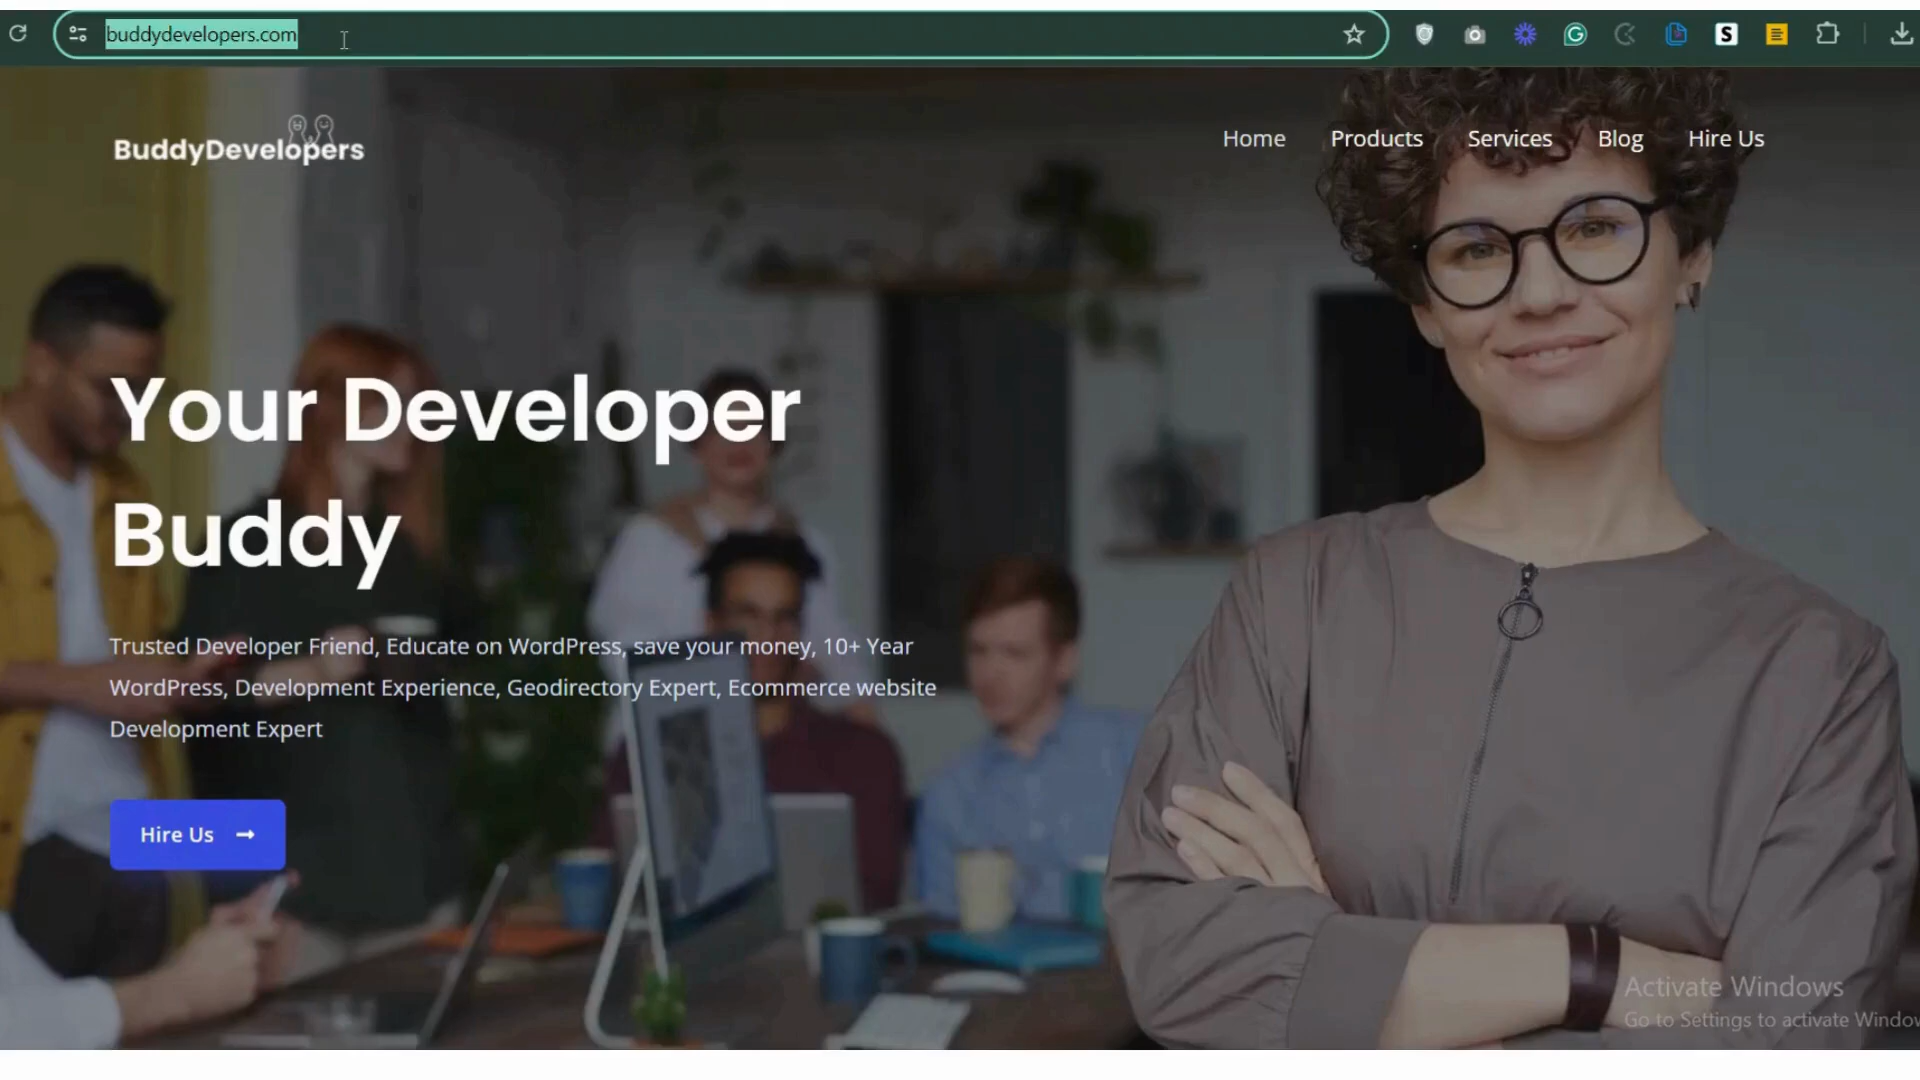 buddydevelopers.com
BuddyDevelopers
Home Products Services Blog Hire Us
Your Developer
Buddy
Trusted Developer Friend, Educate on WordPress, save your money, 10+ Year
WordPress, Development Experience, Geodirectory Expert, Ecommerce website
Development Expert
Hire Us
Activate Windows
Go to Settings to activate Window